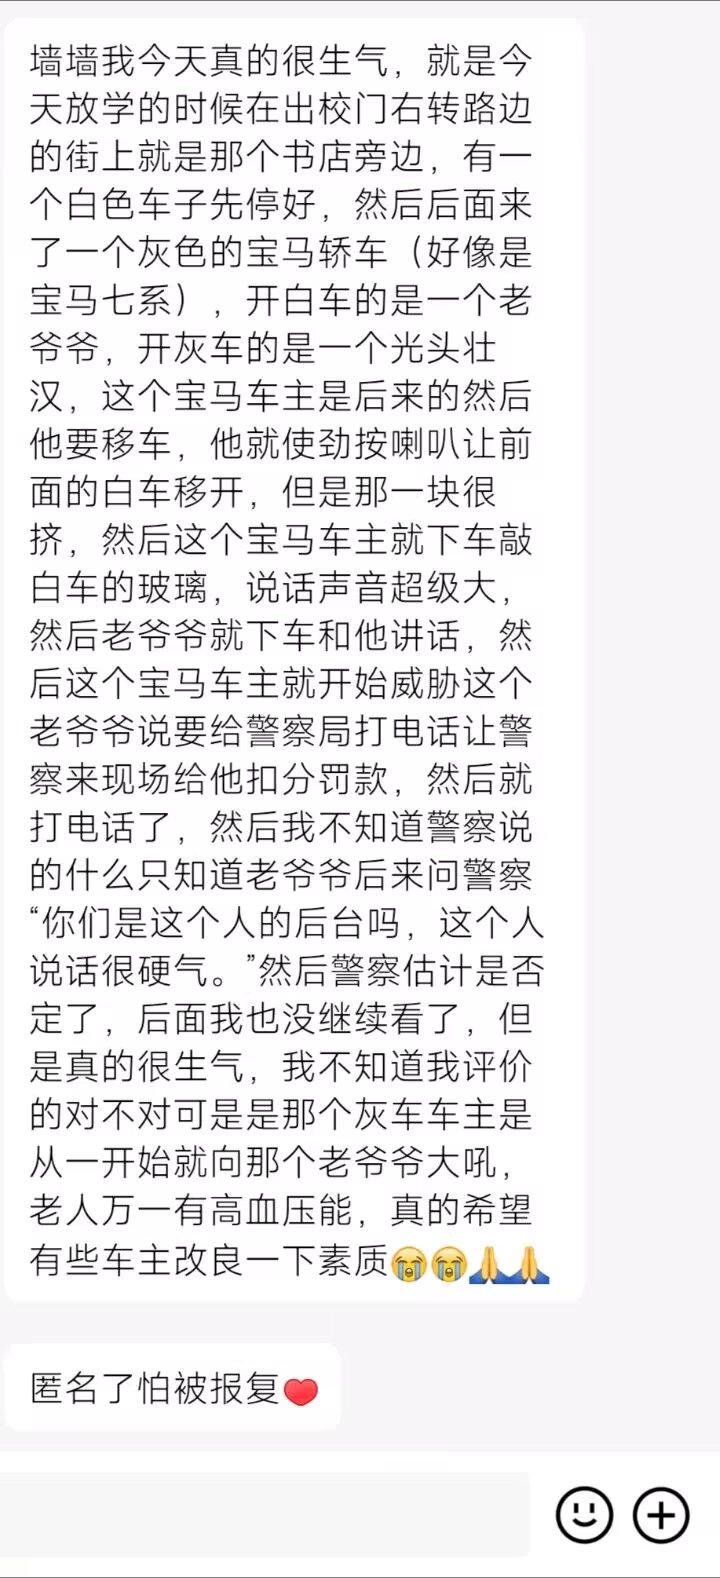 墙墙我今天真的很生气，就是今
天放学的时候在出校门右转路边
的街上就是那个书店旁边，有一
个白色车子先停好，然后后面来
了一个灰色的宝马轿车（好像是
宝马七系），开白车的是一个老
爷爷，开灰车的是一个光头壮
汉，这个宝马车主是后来的然后
他要移车，他就使劲按喇叭让前
面的白车移开，但是那一块很
挤，然后这个宝马车主就下车敲
白车的玻璃，说话声音超级大，
然后老爷爷就下车和他讲话，然
后这个宝马车主就开始威胁这个
老爷爷说要给警察局打电话让警
察来现场给他扣分罚款，然后就
打电话了，然后我不知道警察说
的什么只知道老爷爷后来问警察
“你们是这个人的后台吗，这个人
说话很硬气。”然后警察估计是否
定了，后面我也没继续看了，但
是真的很生气，我不知道我评价
的对不对可是是那个灰车车主是
从一开始就向那个老爷爷大吼，
老人万一有高血压能，真的希望
有些车主改良一下素质😭😭🙏🙏
匿名了怕被报复❤️